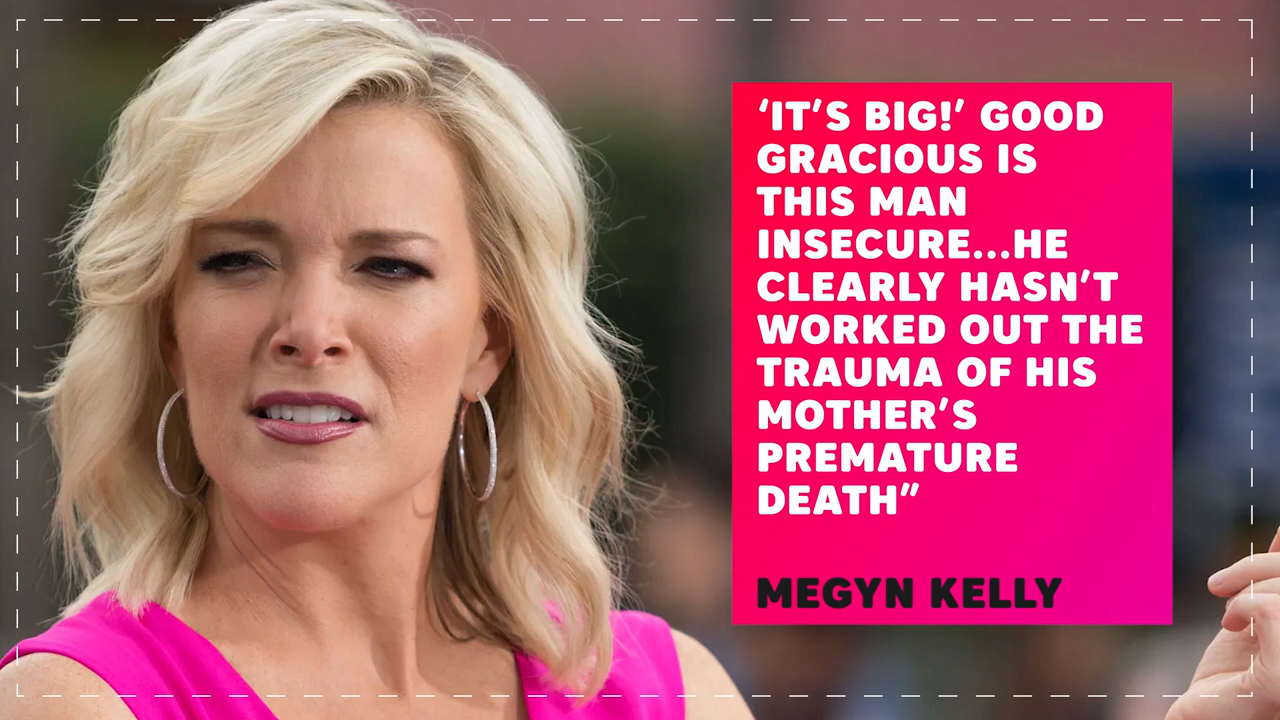 ‘IT’S BIG!’ GOOD
GRACIOUS IS
THIS MAN
INSECURE...HE
CLEARLY HASN’T
WORKED OUT THE
TRAUMA OF HIS
MOTHER’S
PREMATURE
DEATH”
MEGYN KELLY